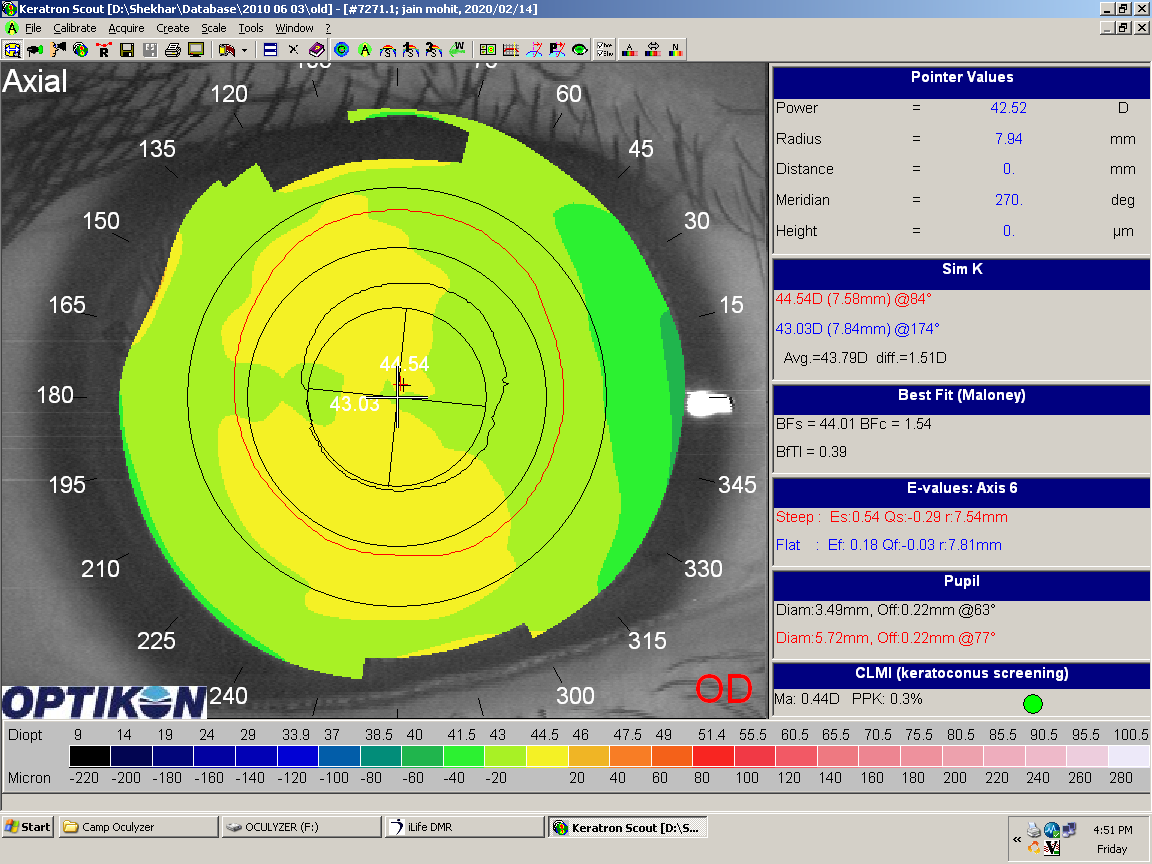 Keratron Scout [D:\Shekhar\Database\2010 06 03\old] - [#7271.1; jain mohit, 2020/02/14]
File Calibrate Acquire Create Scale Tools Window ?
Axial
120
60
135
45
150
30
165
15
180
195
345
210
330
225
315
240
300
44.54
43.03
OD
OPTIKON
Pointer Values
Power = 42.52 D
Radius = 7.94 mm
Distance = 0. mm
Meridian = 270. deg
Height = 0. µm
Sim K
44.54D (7.58mm) @84°
43.03D (7.84mm) @174°
Avg.=43.79D diff.=1.51D
Best Fit (Maloney)
BFs = 44.01 BFc = 1.54
BfTI = 0.39
E-values: Axis 6
Steep : Es:0.54 Qs:-0.29 r:7.54mm
Flat : Ef: 0.18 Qf:-0.03 r:7.81mm
Pupil
Diam:3.49mm, Off:0.22mm @63°
Diam:5.72mm, Off:0.22mm @77°
CLMI (keratoconus screening)
Ma: 0.44D PPK: 0.3%
Diopt 9 14 19 24 29 33.9 37 38.5 40 41.5 43 44.5 46 47.5 49 51.4 55.5 60.5 65.5 70.5 75.5 80.5 85.5 90.5 95.5 100.5
Micron -220 -200 -180 -160 -140 -120 -100 -80 -60 -40 -20 20 40 60 80 100 120 140 160 180 200 220 240 260 280
Start Camp Oculyzer OCULYZER (F:) iLife DMR Keratron Scout [D:\S...
« 4:51 PM
Friday